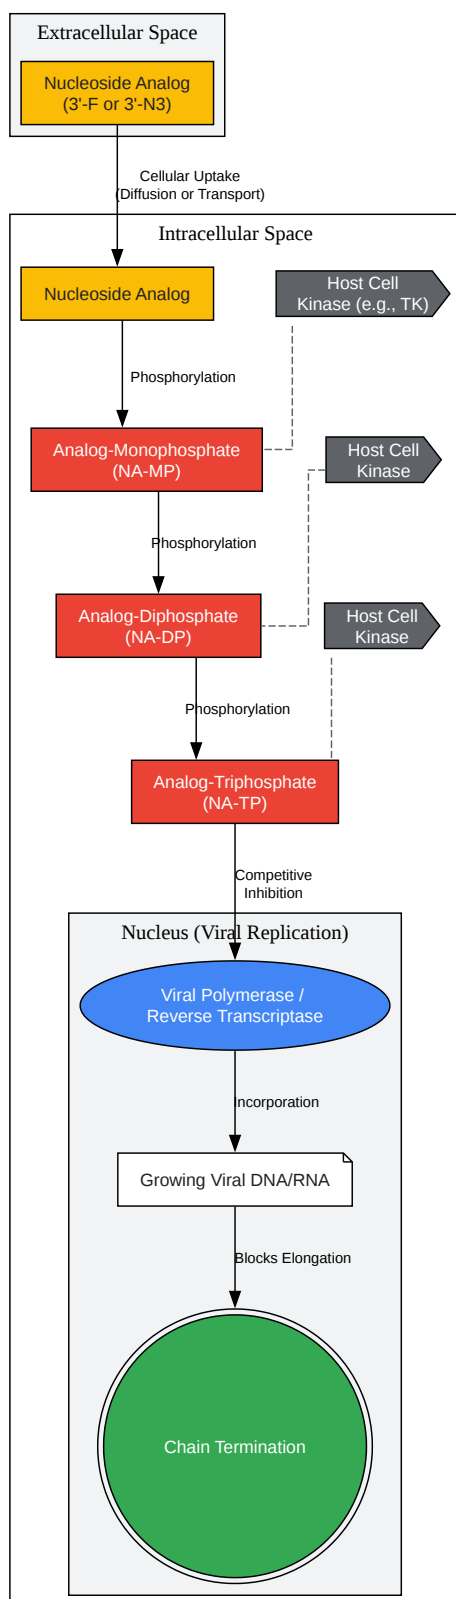 Extracellular Space
Nucleoside Analog
(3'-F or 3'-N3)
Cellular Uptake
(Diffusion or Transport)
Intracellular Space
Nucleoside Analog
Host Cell
Kinase (e.g., TK)
Phosphorylation
Analog-Monophosphate
(NA-MP)
Host Cell
Kinase
Phosphorylation
Analog-Diphosphate
(NA-DP)
Host Cell
Kinase
Phosphorylation
Analog-Triphosphate
(NA-TP)
Competitive
Inhibition
Nucleus (Viral Replication)
Viral Polymerase /
Reverse Transcriptase
Incorporation
Growing Viral DNA/RNA
Blocks Elongation
Chain Termination